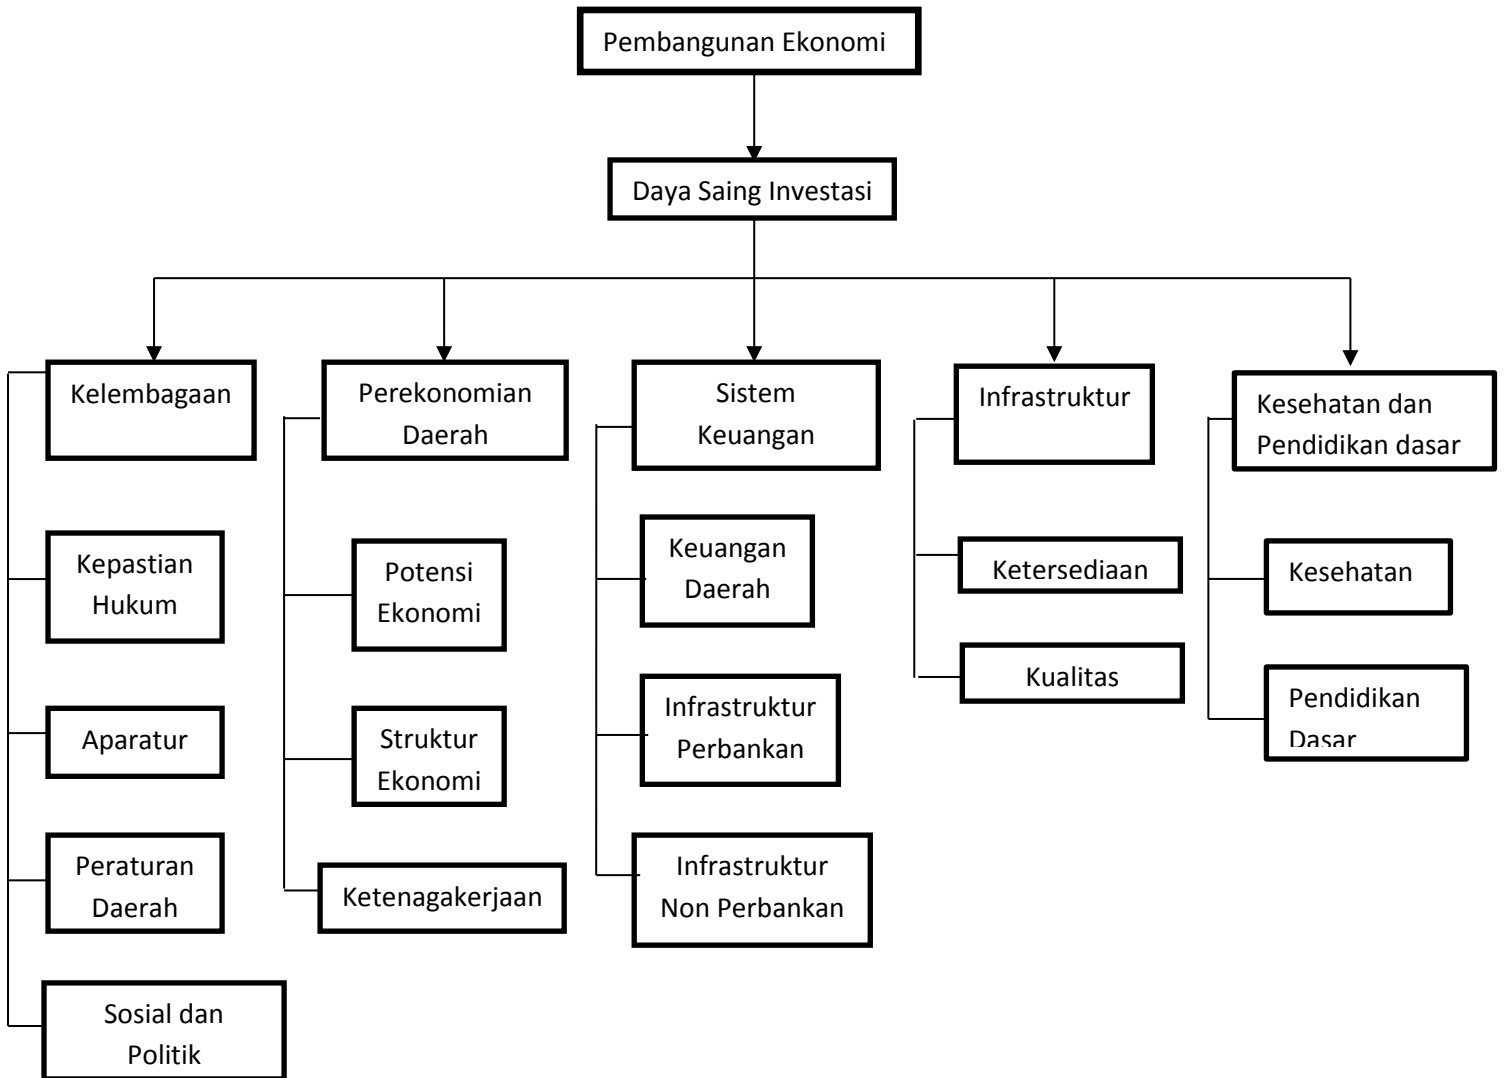 Pembangunan Ekonomi
Daya Saing Investasi
Kelembagaan
Kepastian
Hukum
Aparatur
Peraturan
Daerah
Sosial dan
Politik
Perekonomian
Daerah
Potensi
Ekonomi
Struktur
Ekonomi
Ketenagakerjaan
Sistem
Keuangan
Keuangan
Daerah
Infrastruktur
Perbankan
Infrastruktur
Non Perbankan
Infrastruktur
Ketersediaan
Kualitas
Kesehatan dan
Pendidikan dasar
Kesehatan
Pendidikan
Dasar